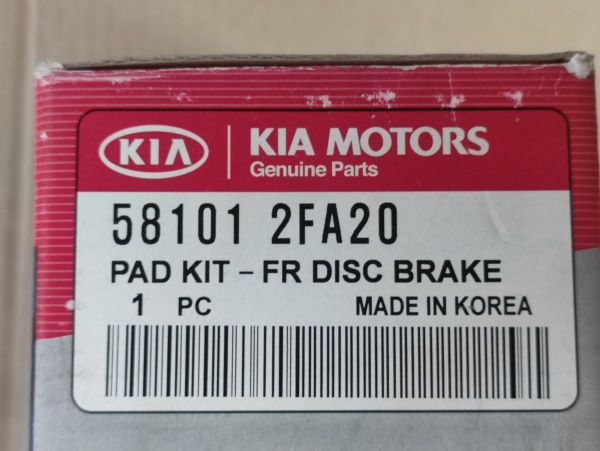 KIA
KIA MOTORS
Genuine Parts
58101 2FA20
PAD KIT – FR DISC BRAKE
1 PC
MADE IN KOREA